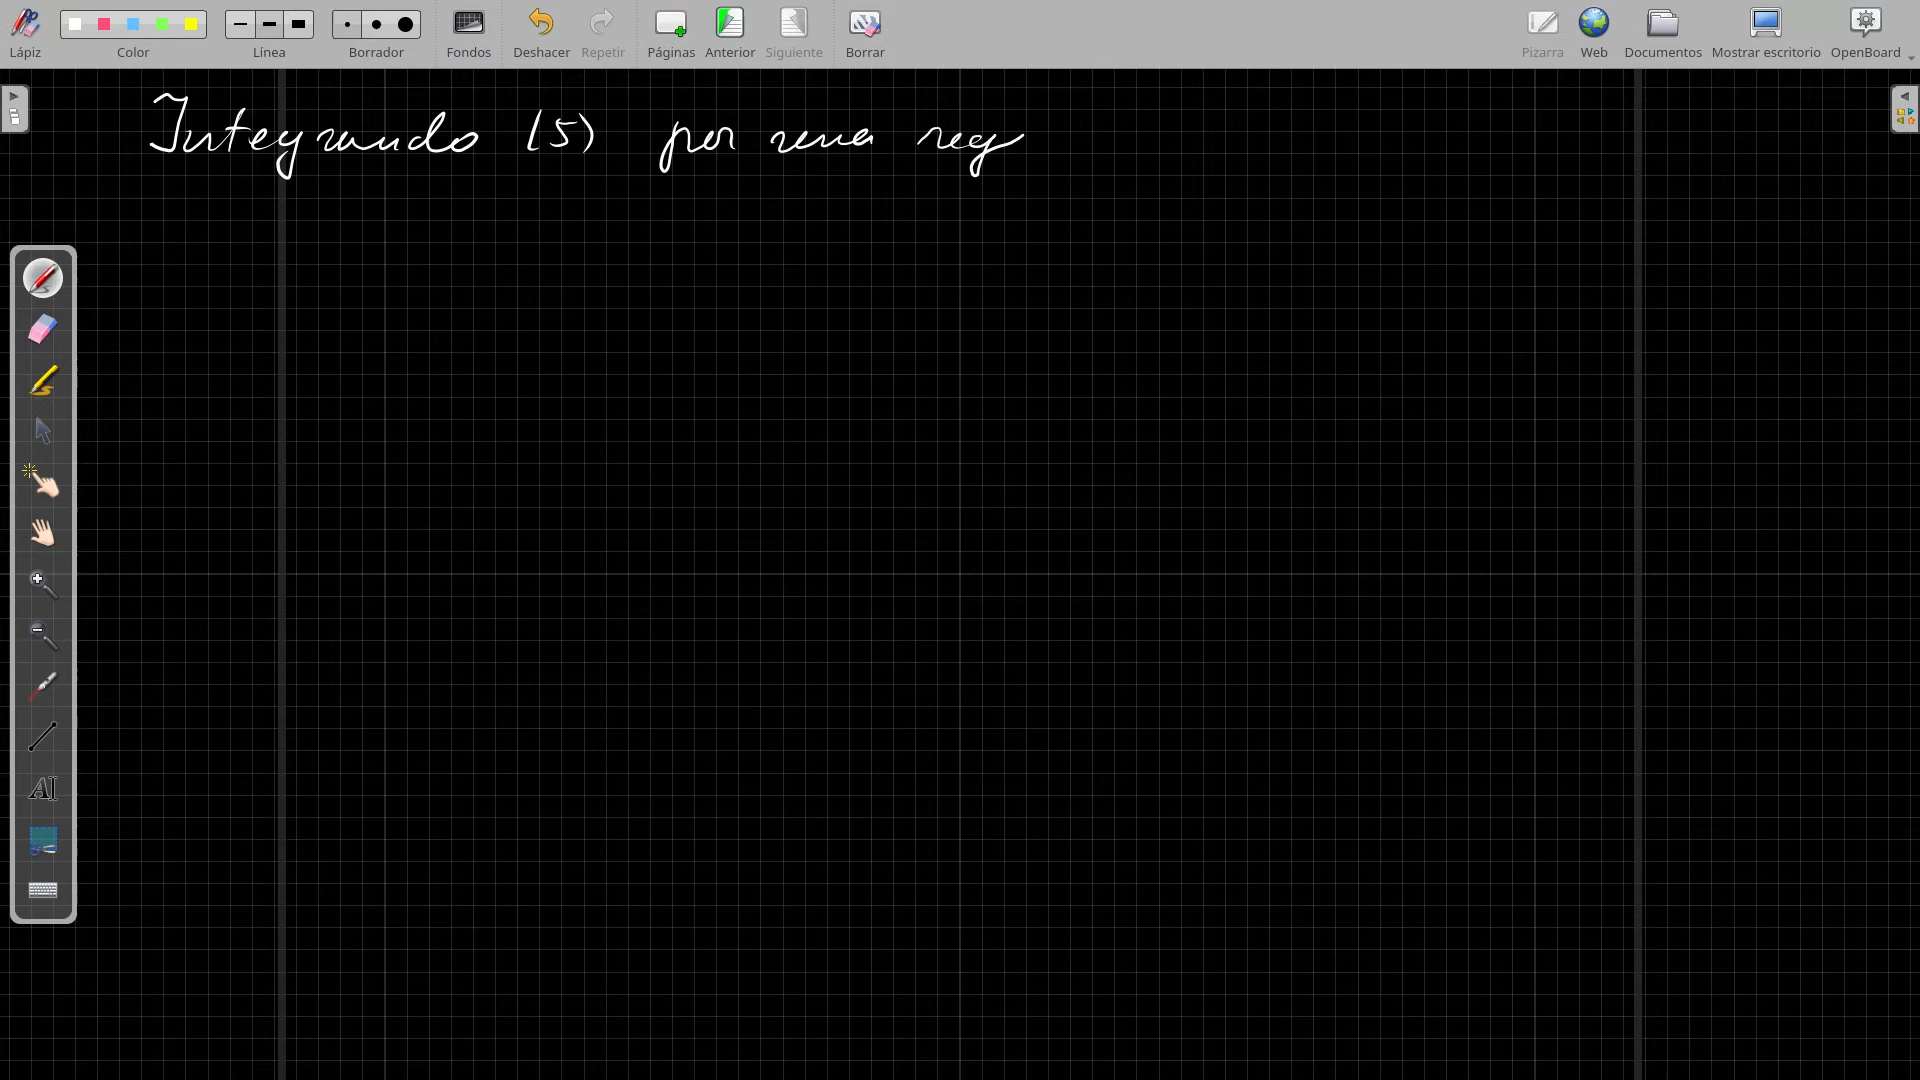 Lápiz Color Línea Borrador Fondos Deshacer Repetir Páginas Anterior Siguiente Borrar Pizarra Web Documentos Mostrar escritorio OpenBoard
Integrando (5) por una reg